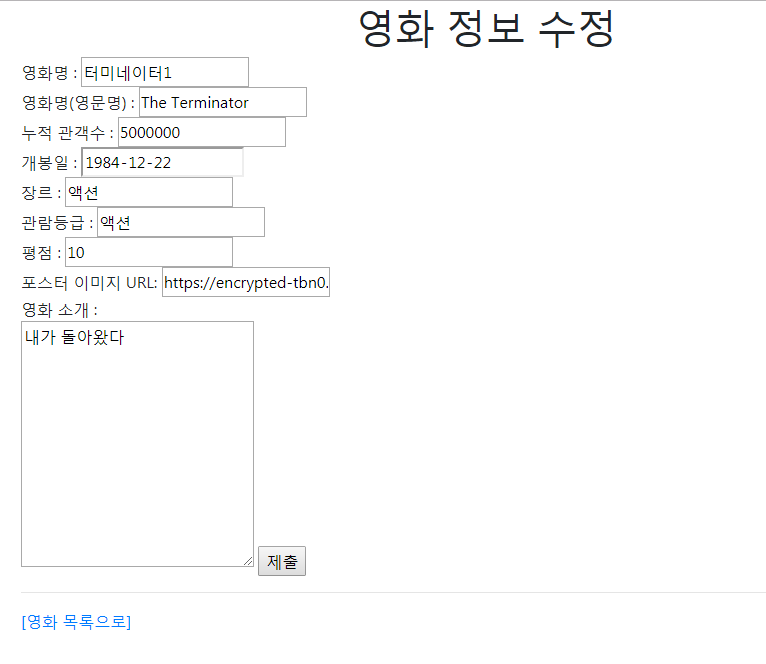 영화 정보 수정
영화명 : 터미네이터1
영화명(영문명) : The Terminator
누적 관객수 : 5000000
개봉일 : 1984-12-22
장르 : 액션
관람등급 : 액션
평점 : 10
포스터 이미지 URL: https://encrypted-tbn0.
영화 소개 :
내가 돌아왔다
제출
[영화 목록으로]